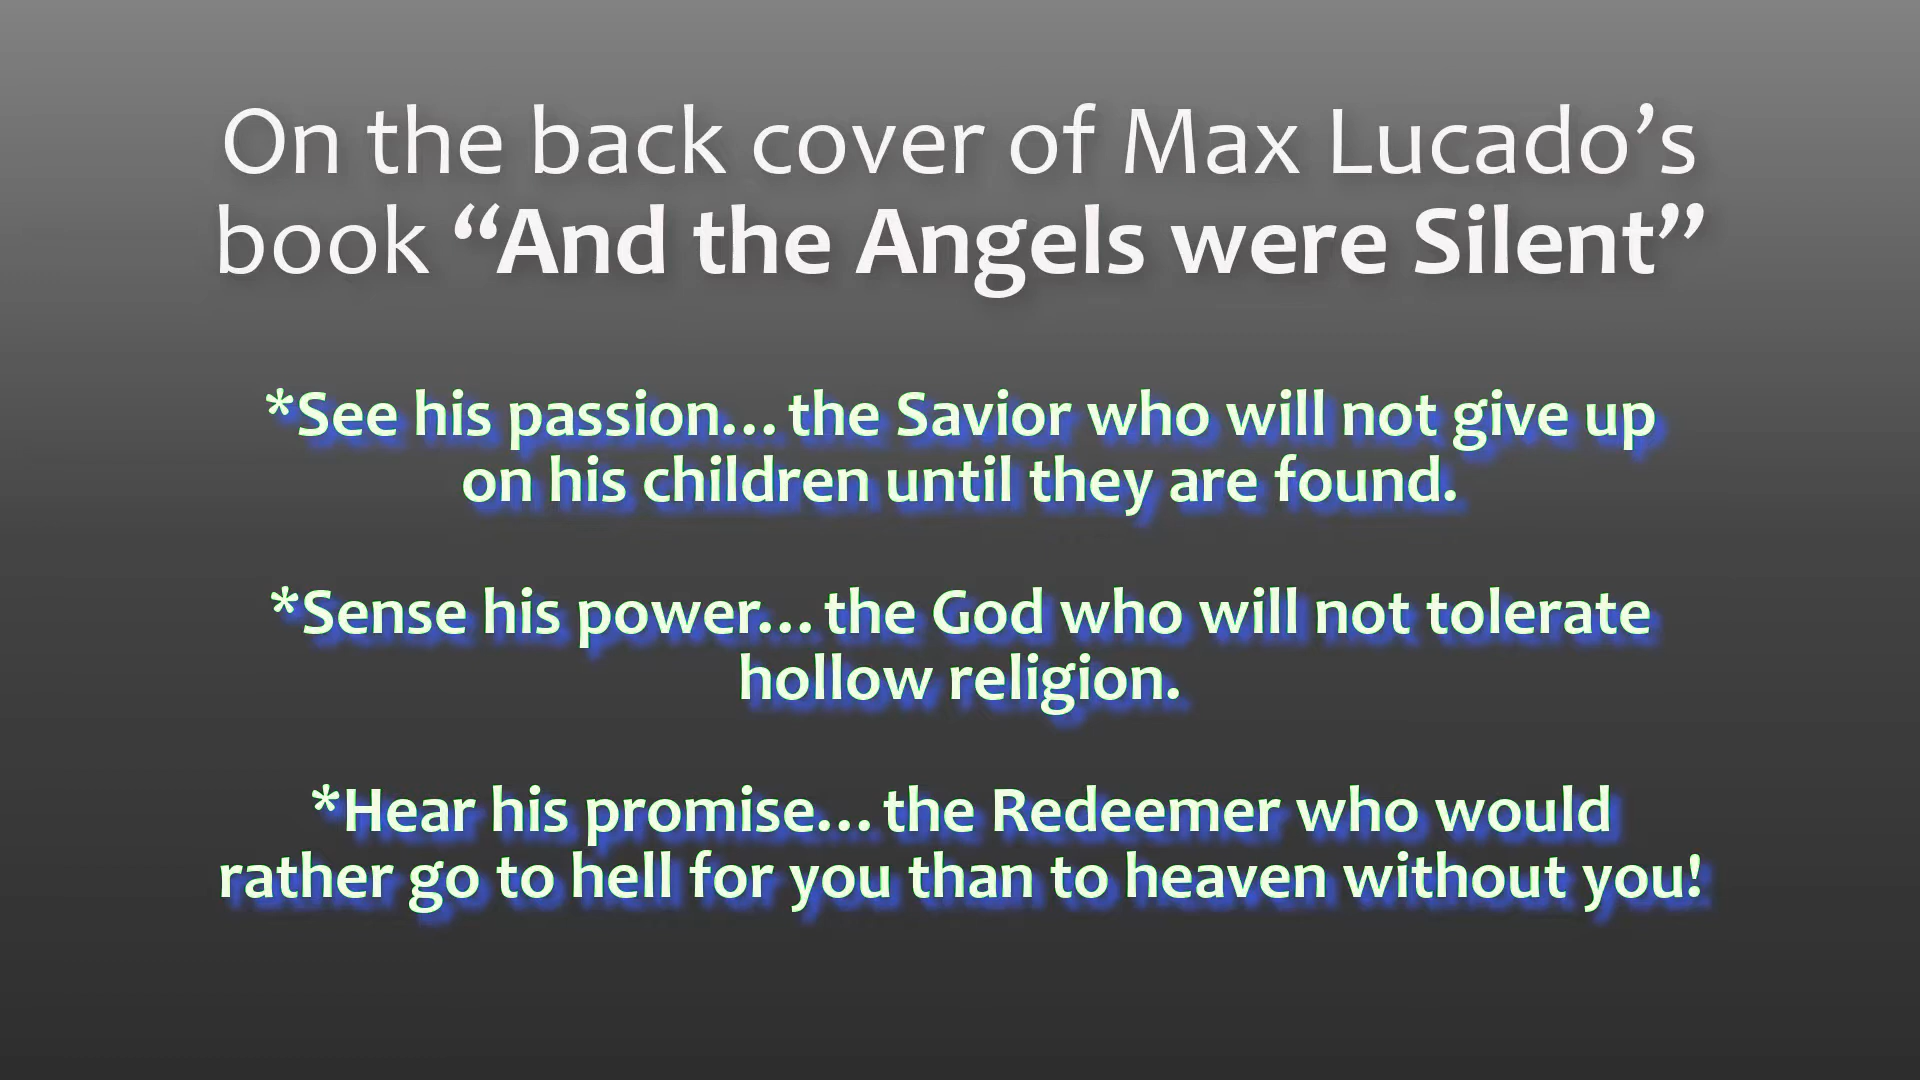 On the back cover of Max Lucado’s
book “And the Angels were Silent”
*See his passion… the Savior who will not give up
on his children until they are found.
*Sense his power… the God who will not tolerate
hollow religion.
*Hear his promise… the Redeemer who would
rather go to hell for you than to heaven without you!